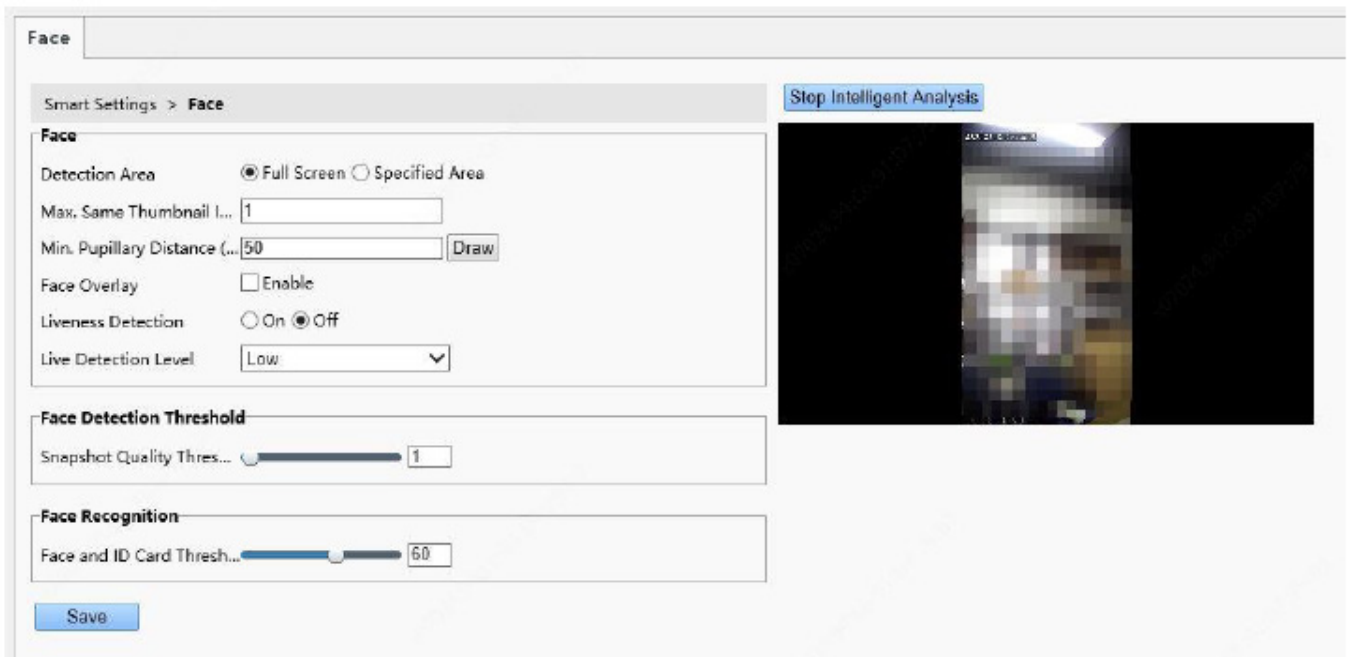 Face
Smart Settings > Face
Stop Intelligent Analysis
Face
Detection Area Full Screen Specified Area
Max. Same Thumbnail I... 1
Min. Pupillary Distance (... 50 Draw
Face Overlay Enable
Liveness Detection On Off
Live Detection Level Low
Face Detection Threshold
Snapshot Quality Thres... 1
Face Recognition
Face and ID Card Thresh... 60
Save